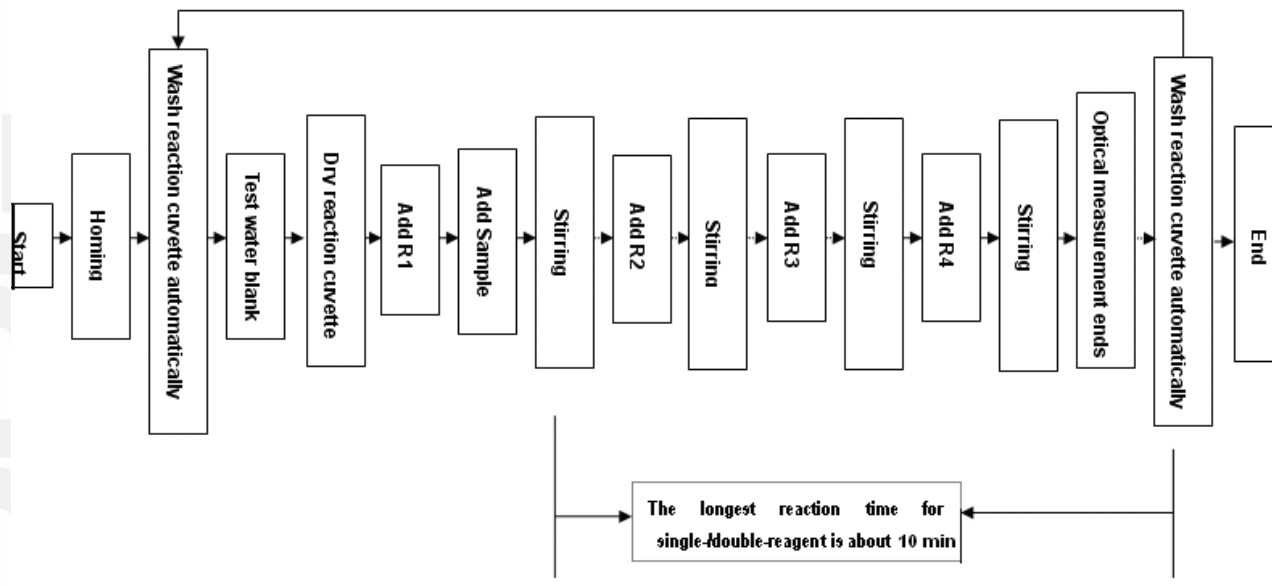 Start
Homing
Wash reaction cuvette automatically
Test water blank
Dry reaction cuvette
Add R1
Add Sample
Stirring
Add R2
Stirring
Add R3
Stirring
Add R4
Stirring
Optical measurement ends
Wash reaction cuvette automatically
End
The longest reaction time for
single-/double-reagent is about 10 min